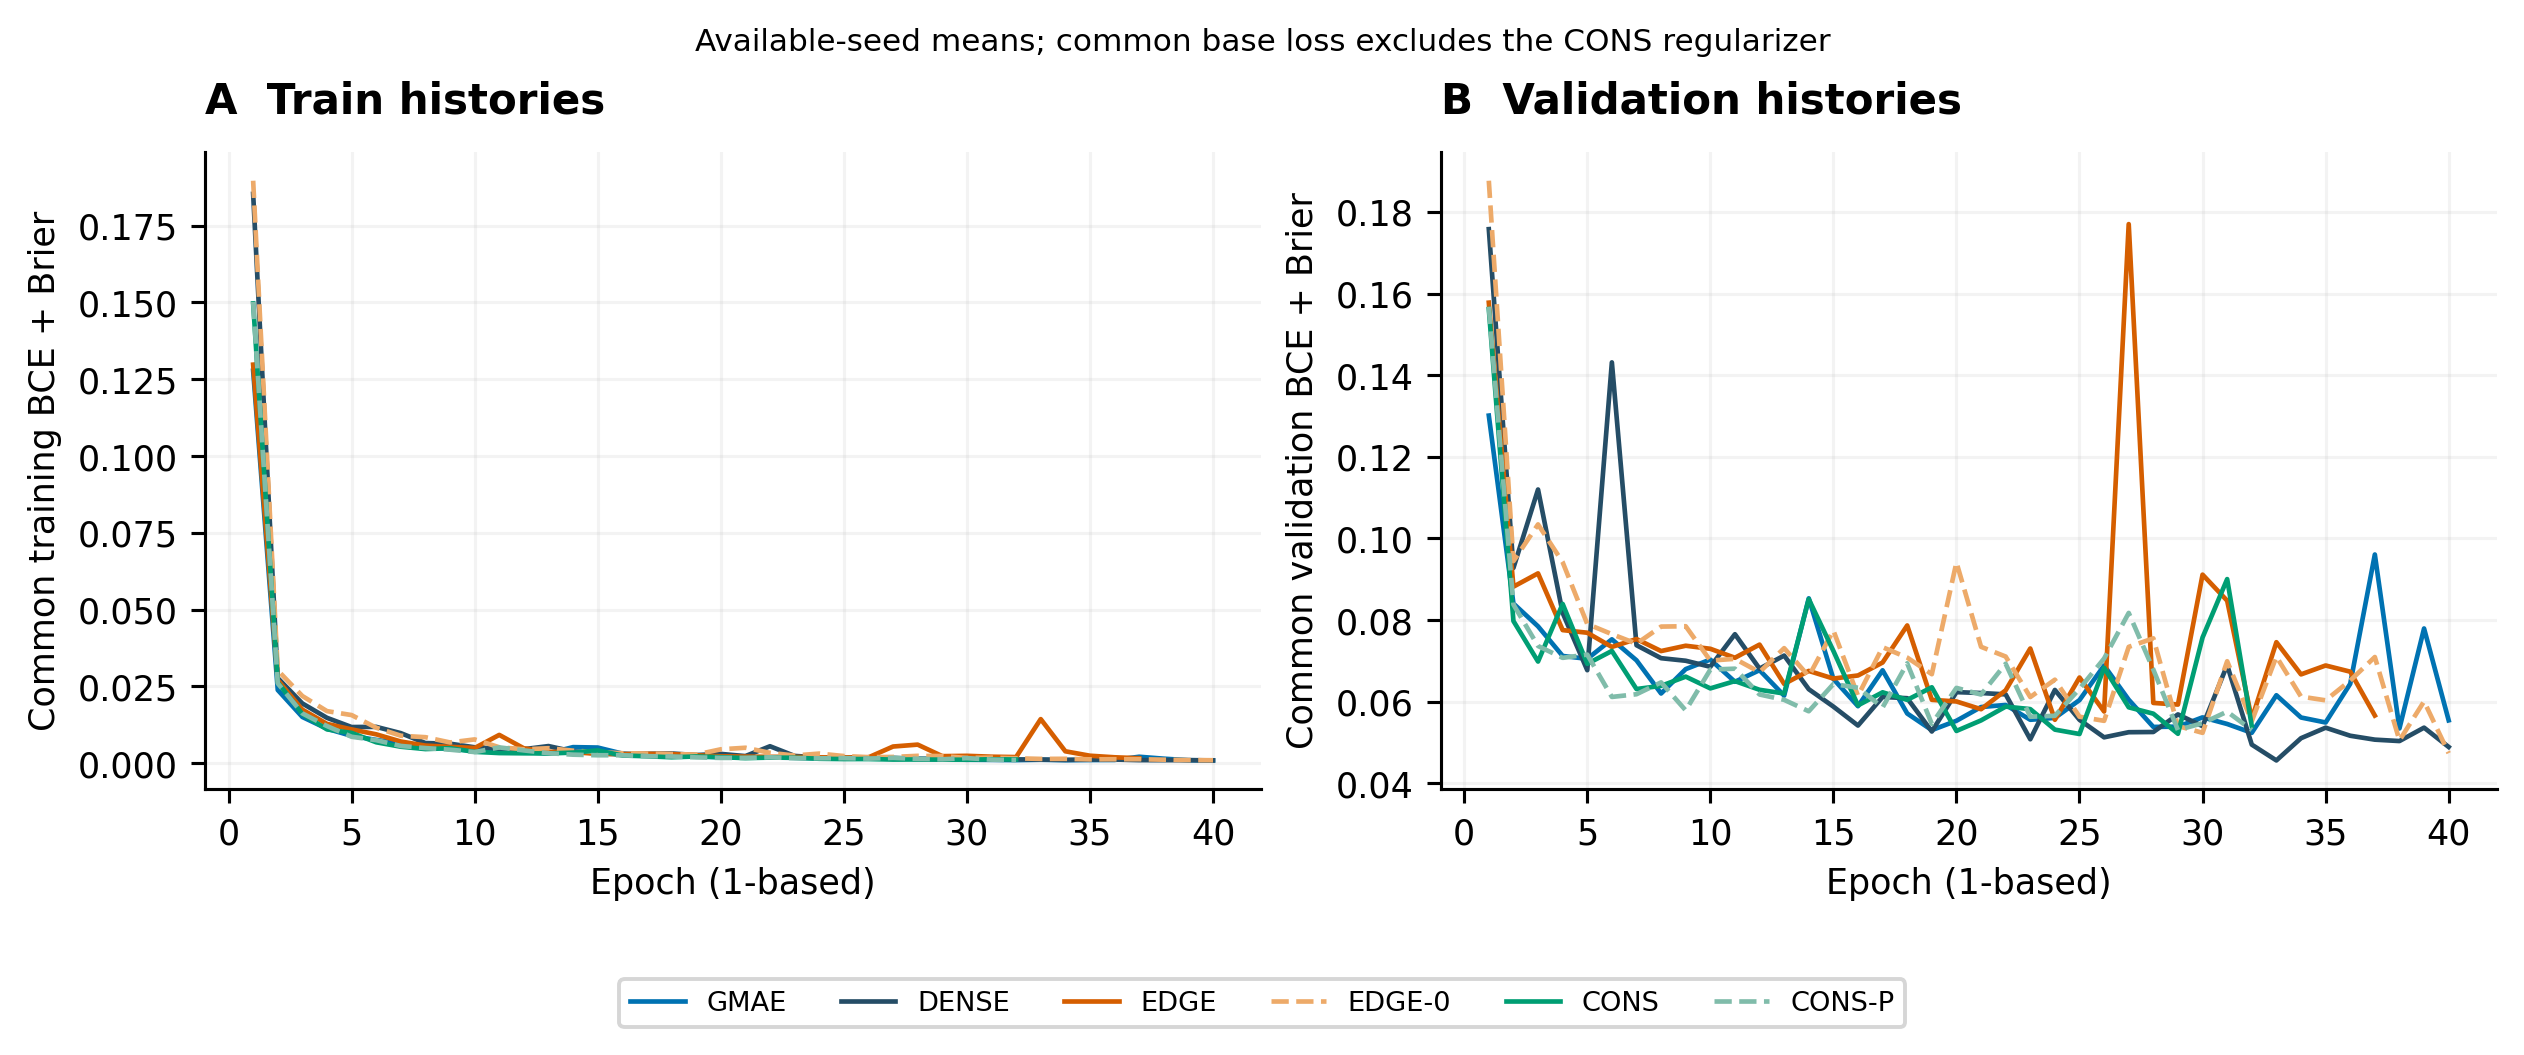 Available-seed means; common base loss excludes the CONS regularizer
A Train histories
Common training BCE + Brier
0.175
0.150
0.125
0.100
0.075
0.050
0.025
0.000
0 5 10 15 20 25 30 35 40
Epoch (1-based)
B Validation histories
Common validation BCE + Brier
0.18
0.16
0.14
0.12
0.10
0.08
0.06
0.04
0 5 10 15 20 25 30 35 40
Epoch (1-based)
GMAE DENSE EDGE EDGE-0 CONS CONS-P